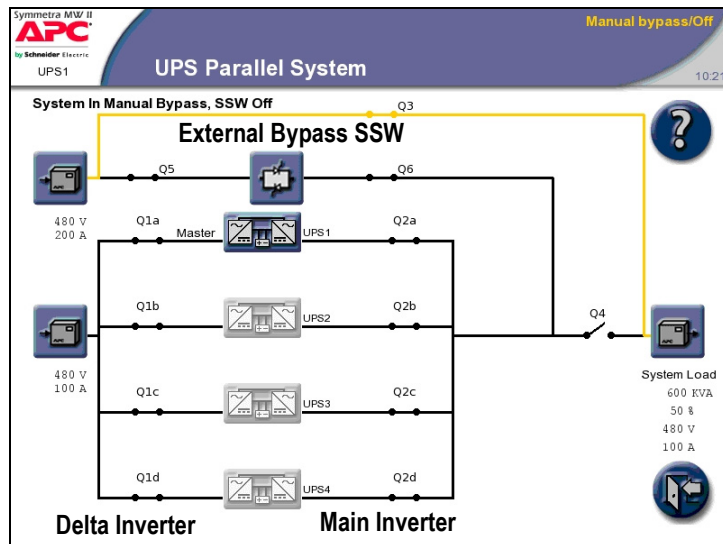 Symmetra MW II
APC
by Schneider Electric
UPS1
UPS Parallel System
Manual bypass/Off
10:21
System In Manual Bypass, SSW Off
Q3
External Bypass SSW
Q5
Q6
APC
480 V
200 A
Q1a
Master
UPS1
Q2a
Q1b
UPS2
Q2b
Q4
480 V
100 A
System Load
600 KVA
50 %
480 V
100 A
Q1c
UPS3
Q2c
Q1d
UPS4
Q2d
Delta Inverter
Main Inverter
?